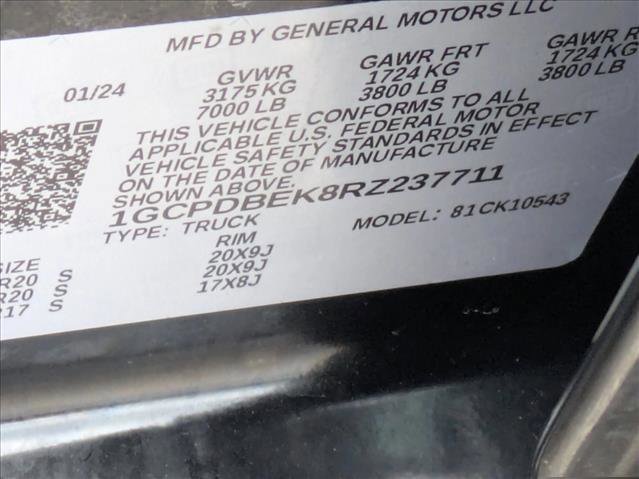 MFD BY GENERAL MOTORS LLC
01/24 GVWR GAWR FRT GAWR R
3175 KG 1724 KG 1724 KG
7000 LB 3800 LB 3800 LB
THIS VEHICLE CONFORMS TO ALL
APPLICABLE U.S. FEDERAL MOTOR
VEHICLE SAFETY STANDARDS IN EFFECT
ON THE DATE OF MANUFACTURE
SHOWN ABOVE.
1GCPDBEK8RZ237711
TYPE: TRUCK MODEL: 81CK10543
SIZE RIM
R20 S 20X9J
R20 S 20X9J
R17 S 17X8J